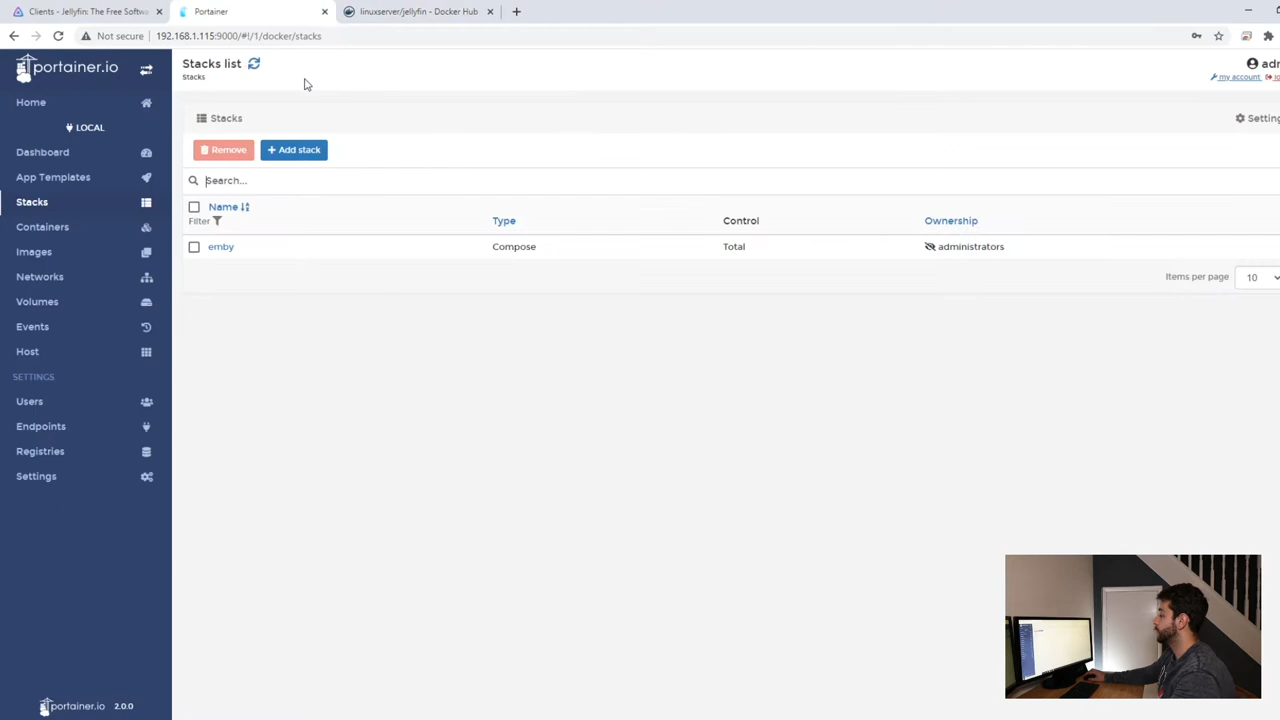 Clients - Jellyfin: The Free Softw
Portainer
linuxserver/jellyfin - Docker Hub
Not secure
192.168.1.115:9000/#!/1/docker/stacks
portainer.io
Stacks list
Stacks
adm
my account
lo
Home
LOCAL
Dashboard
App Templates
Stacks
Containers
Images
Networks
Volumes
Events
Host
SETTINGS
Users
Endpoints
Registries
Settings
Stacks
Setting
Remove
+ Add stack
Search...
Name
Filter
Type
Control
Ownership
emby
Compose
Total
administrators
Items per page
10
portainer.io 2.0.0